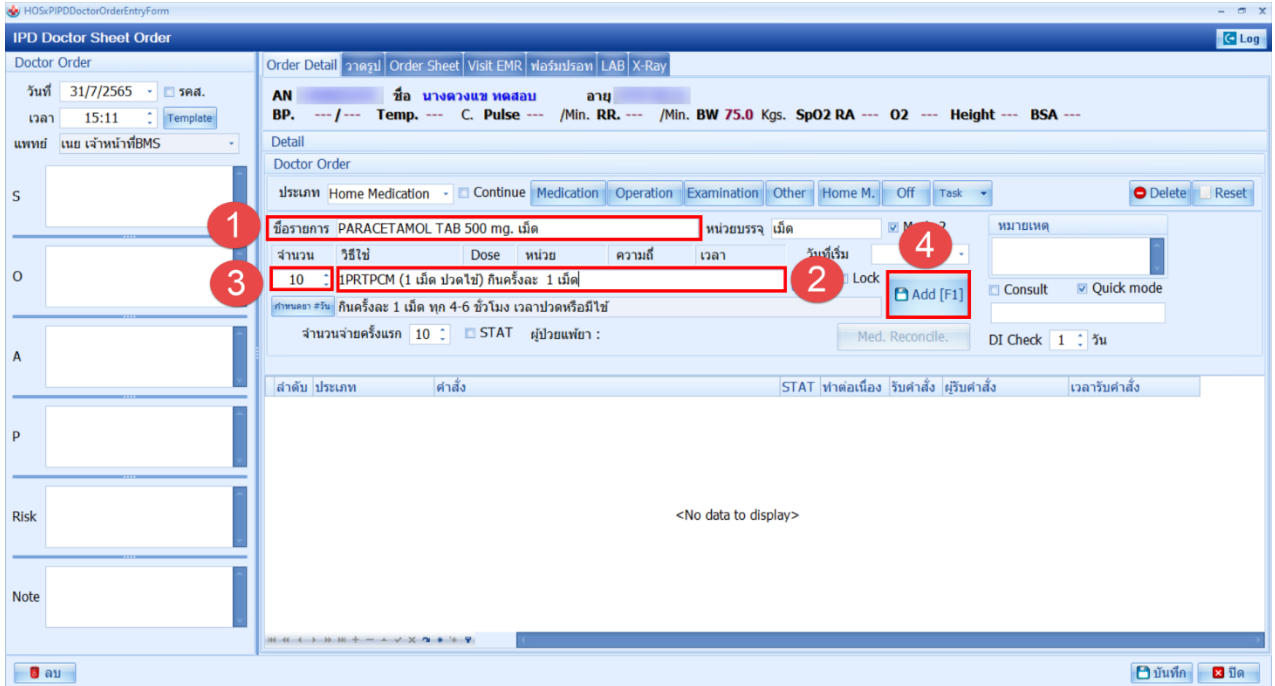 HOSxPIPDDoctorOrderEntryForm
IPD Doctor Sheet Order
Log
Doctor Order
วันที่ 31/7/2565 รคส.
เวลา 15:11 Template
แพทย์ เนย เจ้าหน้าที่BMS
S
O
A
P
Risk
Note
Order Detail วาดรูป Order Sheet Visit EMR ฟอร์มปรอท LAB X-Ray
AN ชื่อ นางดวงแข ทดสอบ อายุ
BP. ---/--- Temp. --- C. Pulse --- /Min. RR. --- /Min. BW 75.0 Kgs. SpO2 RA --- O2 --- Height --- BSA ---
Detail
Doctor Order
ประเภท Home Medication Continue Medication Operation Examination Other Home M. Off Task Delete Reset
1 ชื่อรายการ PARACETAMOL TAB 500 mg. เม็ด หน่วยบรรจุ เม็ด หมายเหตุ
4
จำนวน วิธีใช้ Dose หน่วย ความถี่ เวลา วันที่เริ่ม
3 10 1PRTPCM (1 เม็ด ปวดไข้) กินครั้งละ 1 เม็ด 2 Lock Add [F1] Consult Quick mode
กำหนดยา #วัน กินครั้งละ 1 เม็ด ทุก 4-6 ชั่วโมง เวลาปวดหรือมีไข้
จำนวนจ่ายครั้งแรก 10 STAT ผู้ป่วยแพ้ยา : Med. Reconcile. DI Check 1 วัน
ลำดับ ประเภท คำสั่ง STAT ทำต่อเนื่อง รับคำสั่ง ผู้รับคำสั่ง เวลารับคำสั่ง
<No data to display>
ลบ บันทึก ปิด